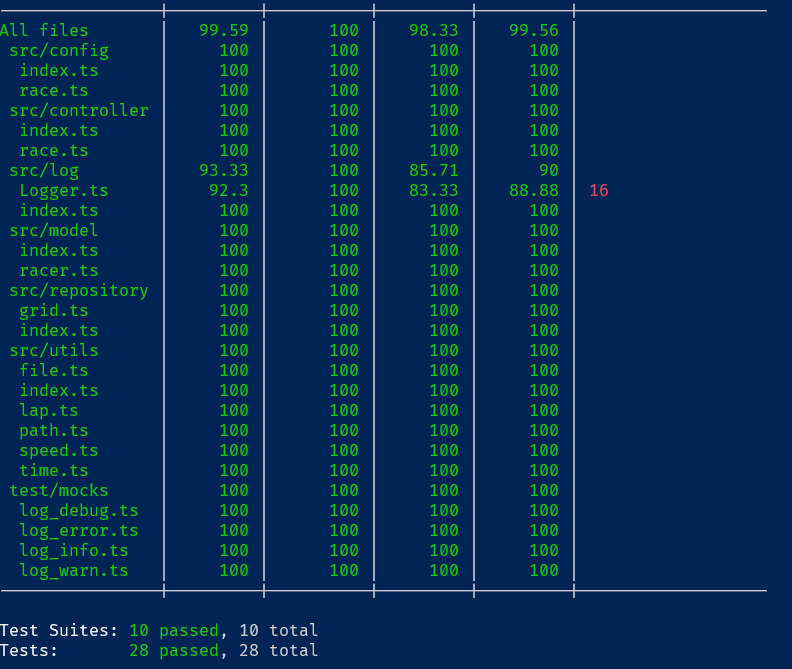 All files | 99.59 | 100 | 98.33 | 99.56 |
src/config | 100 | 100 | 100 | 100 |
index.ts | 100 | 100 | 100 | 100 |
race.ts | 100 | 100 | 100 | 100 |
src/controller | 100 | 100 | 100 | 100 |
index.ts | 100 | 100 | 100 | 100 |
race.ts | 100 | 100 | 100 | 100 |
src/log | 93.33 | 100 | 85.71 | 90 |
Logger.ts | 92.3 | 100 | 83.33 | 88.88 | 16
index.ts | 100 | 100 | 100 | 100 |
src/model | 100 | 100 | 100 | 100 |
index.ts | 100 | 100 | 100 | 100 |
racer.ts | 100 | 100 | 100 | 100 |
src/repository | 100 | 100 | 100 | 100 |
grid.ts | 100 | 100 | 100 | 100 |
index.ts | 100 | 100 | 100 | 100 |
src/utils | 100 | 100 | 100 | 100 |
file.ts | 100 | 100 | 100 | 100 |
index.ts | 100 | 100 | 100 | 100 |
lap.ts | 100 | 100 | 100 | 100 |
path.ts | 100 | 100 | 100 | 100 |
speed.ts | 100 | 100 | 100 | 100 |
time.ts | 100 | 100 | 100 | 100 |
test/mocks | 100 | 100 | 100 | 100 |
log_debug.ts | 100 | 100 | 100 | 100 |
log_error.ts | 100 | 100 | 100 | 100 |
log_info.ts | 100 | 100 | 100 | 100 |
log_warn.ts | 100 | 100 | 100 | 100 |
Test Suites: 10 passed, 10 total
Tests: 28 passed, 28 total